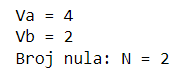 Va = 4
Vb = 2
Broj nula: N = 2